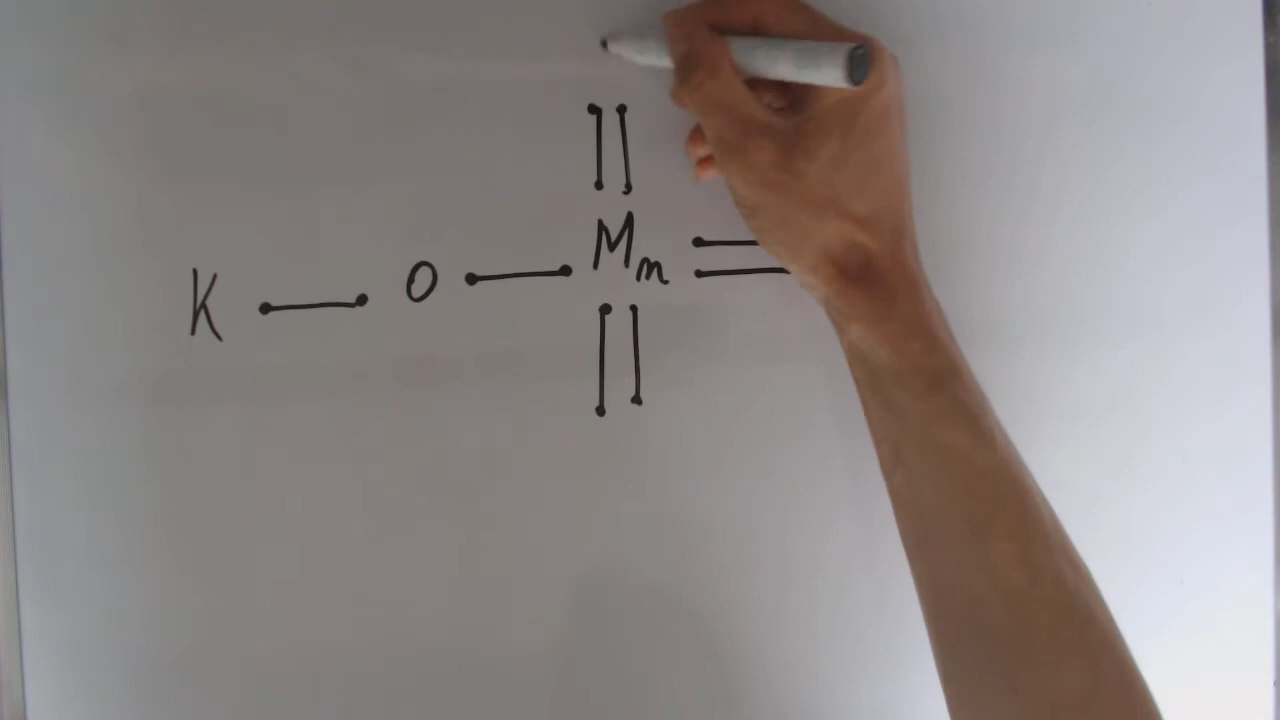 K — O — Mn